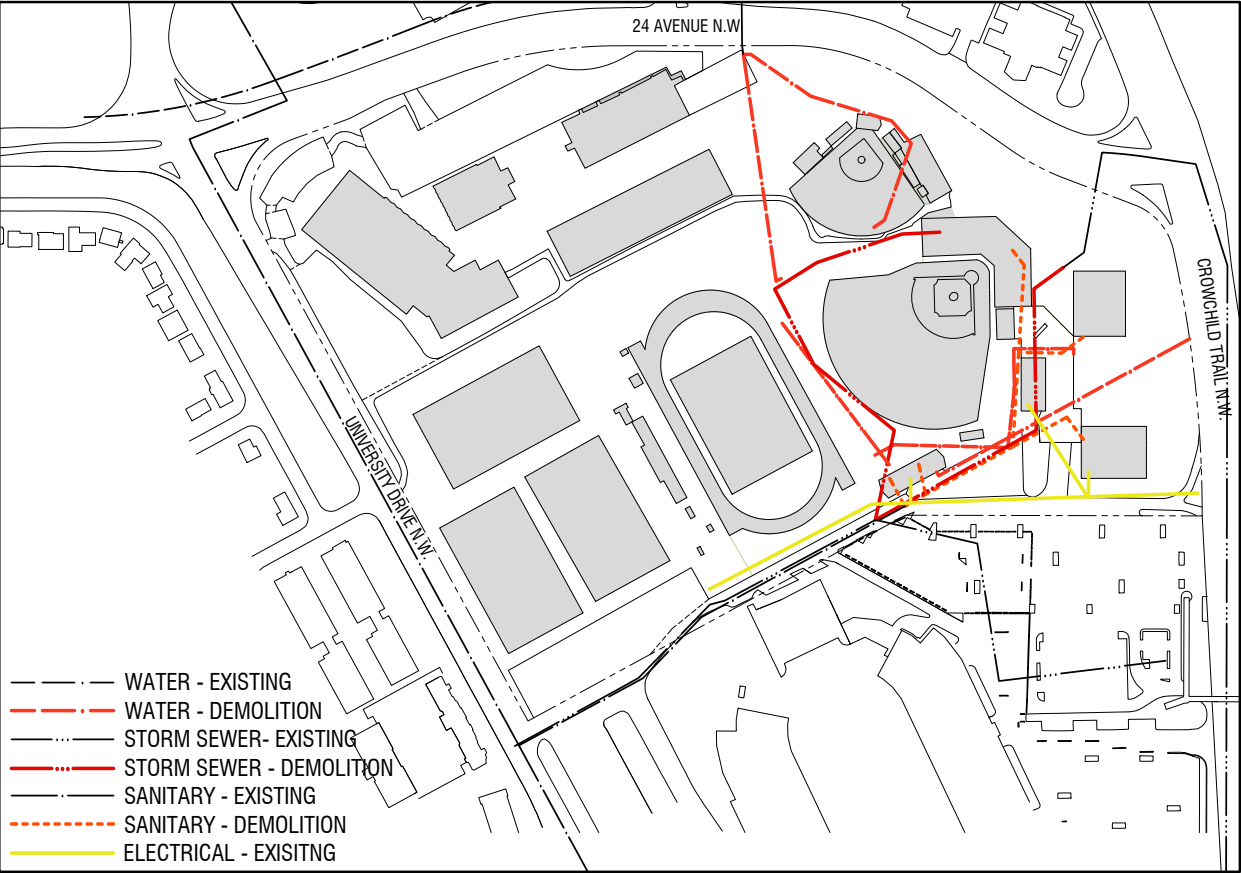 24 AVENUE N.W
CROWCHILD TRAIL N.W.
UNIVERSITY DRIVE N.W.
WATER - EXISTING
WATER - DEMOLITION
STORM SEWER- EXISTING
STORM SEWER - DEMOLITION
SANITARY - EXISTING
SANITARY - DEMOLITION
ELECTRICAL - EXISITNG